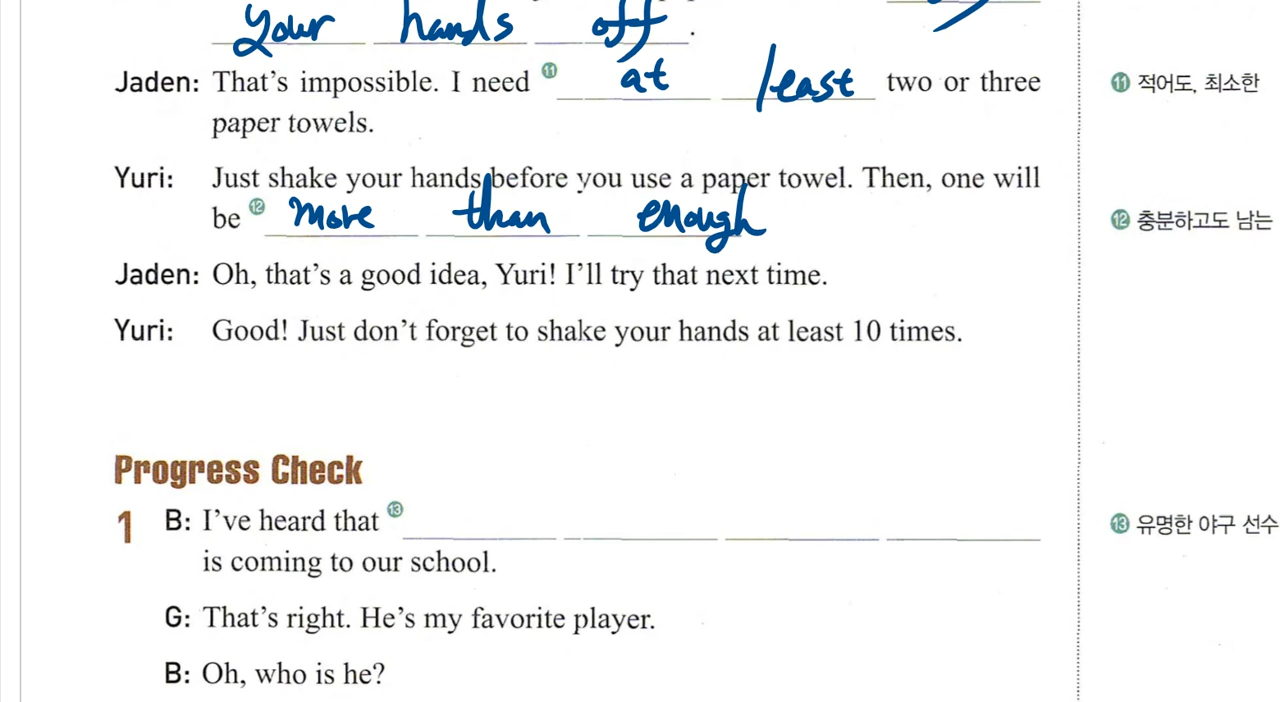 your hands off.
Jaden: That's impossible. I need ⑪ at least two or three ⑪ 적어도, 최소한
paper towels.
Yuri: Just shake your hands before you use a paper towel. Then, one will
be ⑫ more than enough ⑫ 충분하고도 남는
Jaden: Oh, that's a good idea, Yuri! I'll try that next time.
Yuri: Good! Just don't forget to shake your hands at least 10 times.
Progress Check
1 B: I've heard that ⑬ ⑬ 유명한 야구 선수
is coming to our school.
G: That's right. He's my favorite player.
B: Oh, who is he?